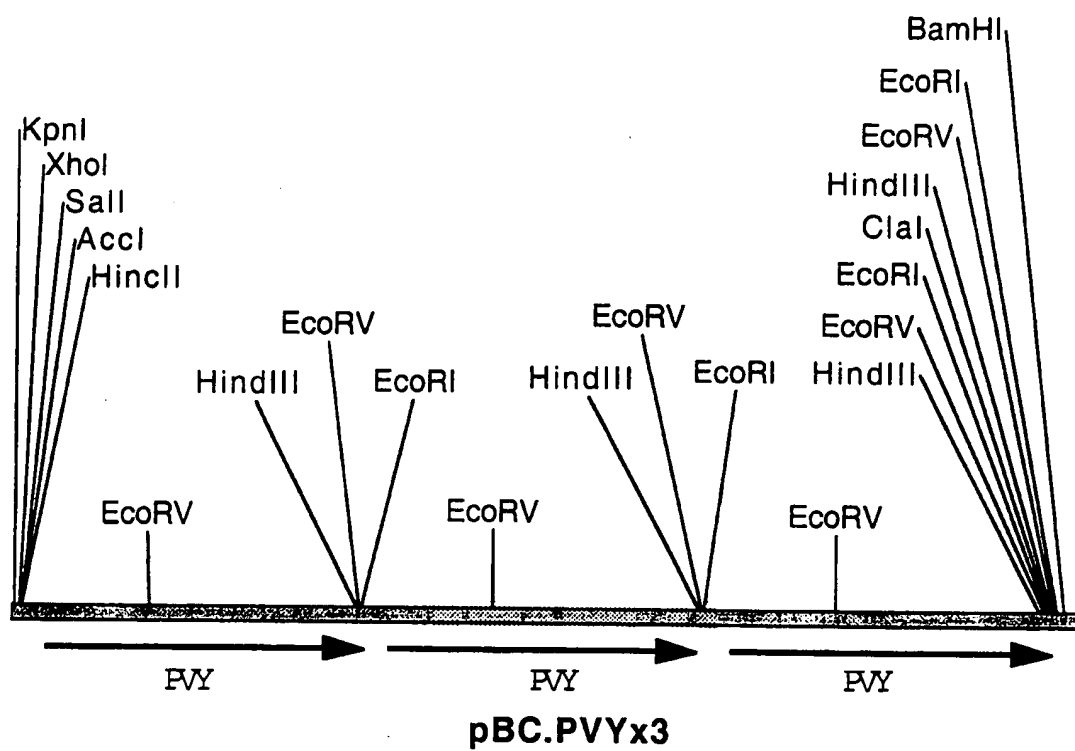 BamHI
EcoRI
KpnI
EcoRV
XhoI
HindIII
SalI
ClaI
AccI
EcoRI
HincII
EcoRV
EcoRV
EcoRV
HindIII
EcoRI
HindIII
EcoRI
HindIII
EcoRV
EcoRV
EcoRV
PVY
PVY
PVY
pBC.PVYx3